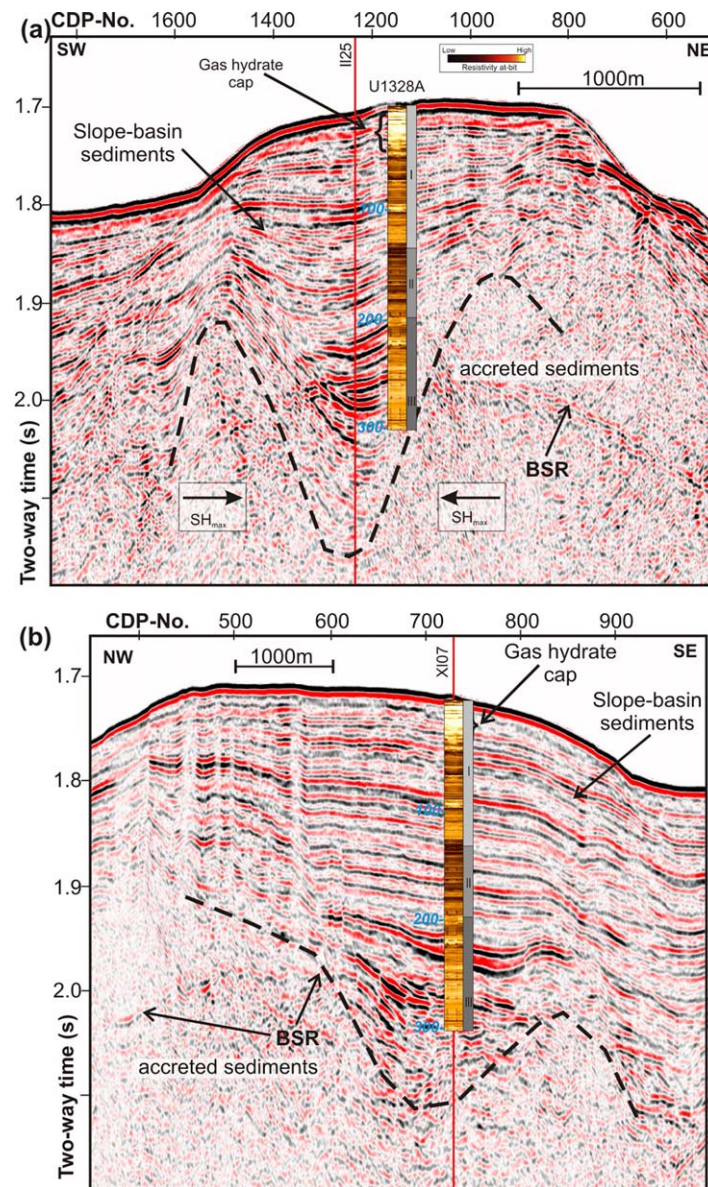 (a)
CDP-No. 1600 1400 1200 1000 800 600
SW
II25
NE
Low High
Resistivity at-bit
Gas hydrate
cap
U1328A
1000m
1.7
Slope-basin
sediments
I
1.8
100
II
1.9
200
accreted sediments
2.0
III
300
BSR
SHmax
SHmax
Two-way time (s)
(b)
CDP-No. 500 600 700 800 900
NW
1000m
XI07
SE
1.7
Gas hydrate
cap
Slope-basin
sediments
I
1.8
100
II
1.9
200
2.0
III
300
BSR
accreted sediments
Two-way time (s)